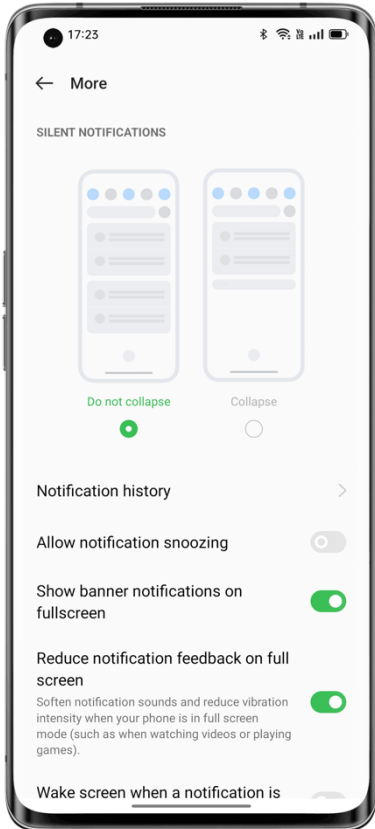 17:23
More
SILENT NOTIFICATIONS
Do not collapse
Collapse
Notification history
Allow notification snoozing
Show banner notifications on
fullscreen
Reduce notification feedback on full
screen
Soften notification sounds and reduce vibration
intensity when your phone is in full screen
mode (such as when watching videos or playing
games).
Wake screen when a notification is